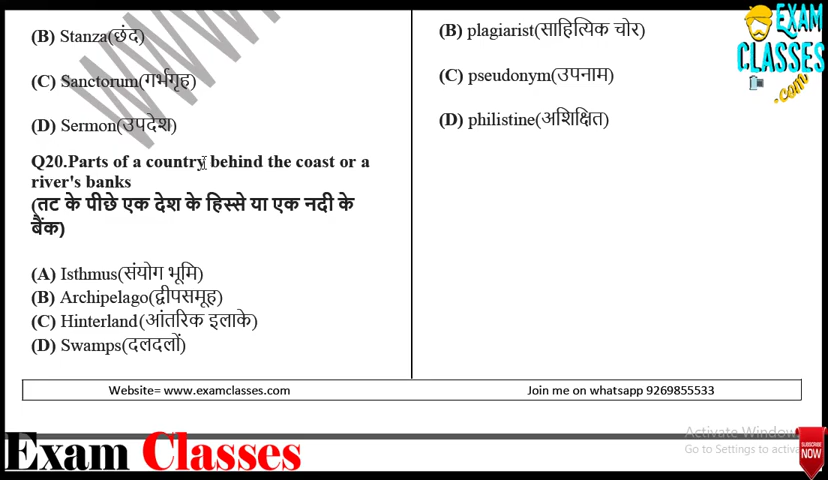 (B) Stanza(छंद)
(C) Sanctorum(गर्भगृह)
(D) Sermon(उपदेश)
Q20.Parts of a country behind the coast or a
river's banks
(तट के पीछे एक देश के हिस्से या एक नदी के
बैंक)
(A) Isthmus(संयोग भूमि)
(B) Archipelago(द्वीपसमूह)
(C) Hinterland(आंतरिक इलाके)
(D) Swamps(दलदलों)
(B) plagiarist(साहित्यिक चोर)
(C) pseudonym(उपनाम)
(D) philistine(अशिक्षित)
EXAM
CLASSES
.com
Website= www.examclasses.com
Join me on whatsapp 9269855533
Exam Classes
Activate Window
Go to Settings to activa
SUBSCRIBE
NOW